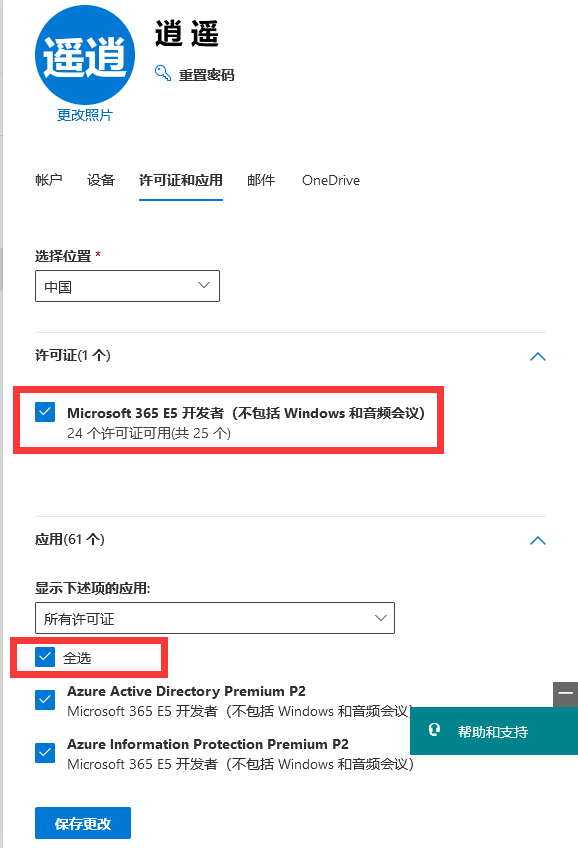 遥逍
逍 遥
重置密码
更改照片
帐户 设备 许可证和应用 邮件 OneDrive
选择位置 *
中国
许可证(1 个)
Microsoft 365 E5 开发者（不包括 Windows 和音频会议）
24 个许可证可用(共 25 个)
应用(61 个)
显示下述项的应用:
所有许可证
全选
Azure Active Directory Premium P2
Microsoft 365 E5 开发者（不包括 Windows 和音频会议）
帮助和支持
Azure Information Protection Premium P2
Microsoft 365 E5 开发者（不包括 Windows 和音频会议）
保存更改